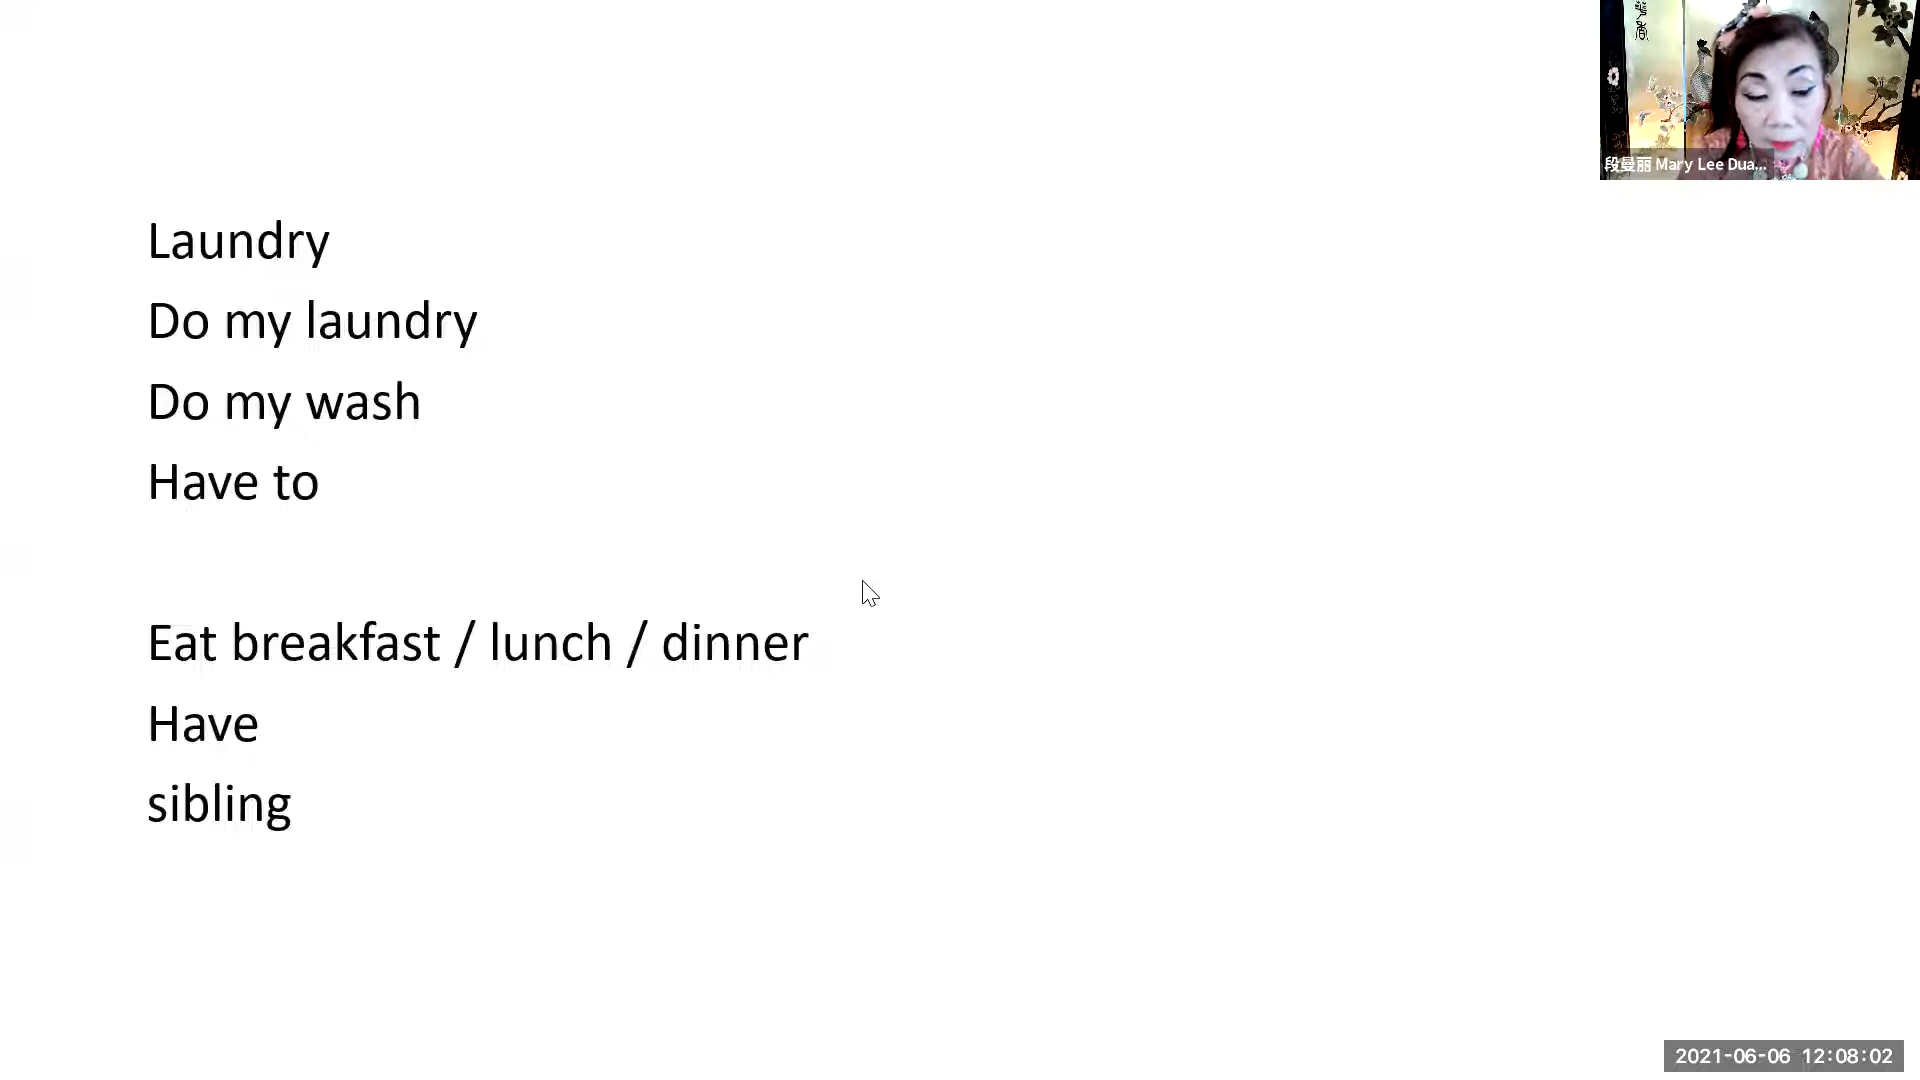 段曼丽 Mary Lee Dua...
Laundry
Do my laundry
Do my wash
Have to
Eat breakfast / lunch / dinner
Have
sibling
2021-06-06 12:08:02